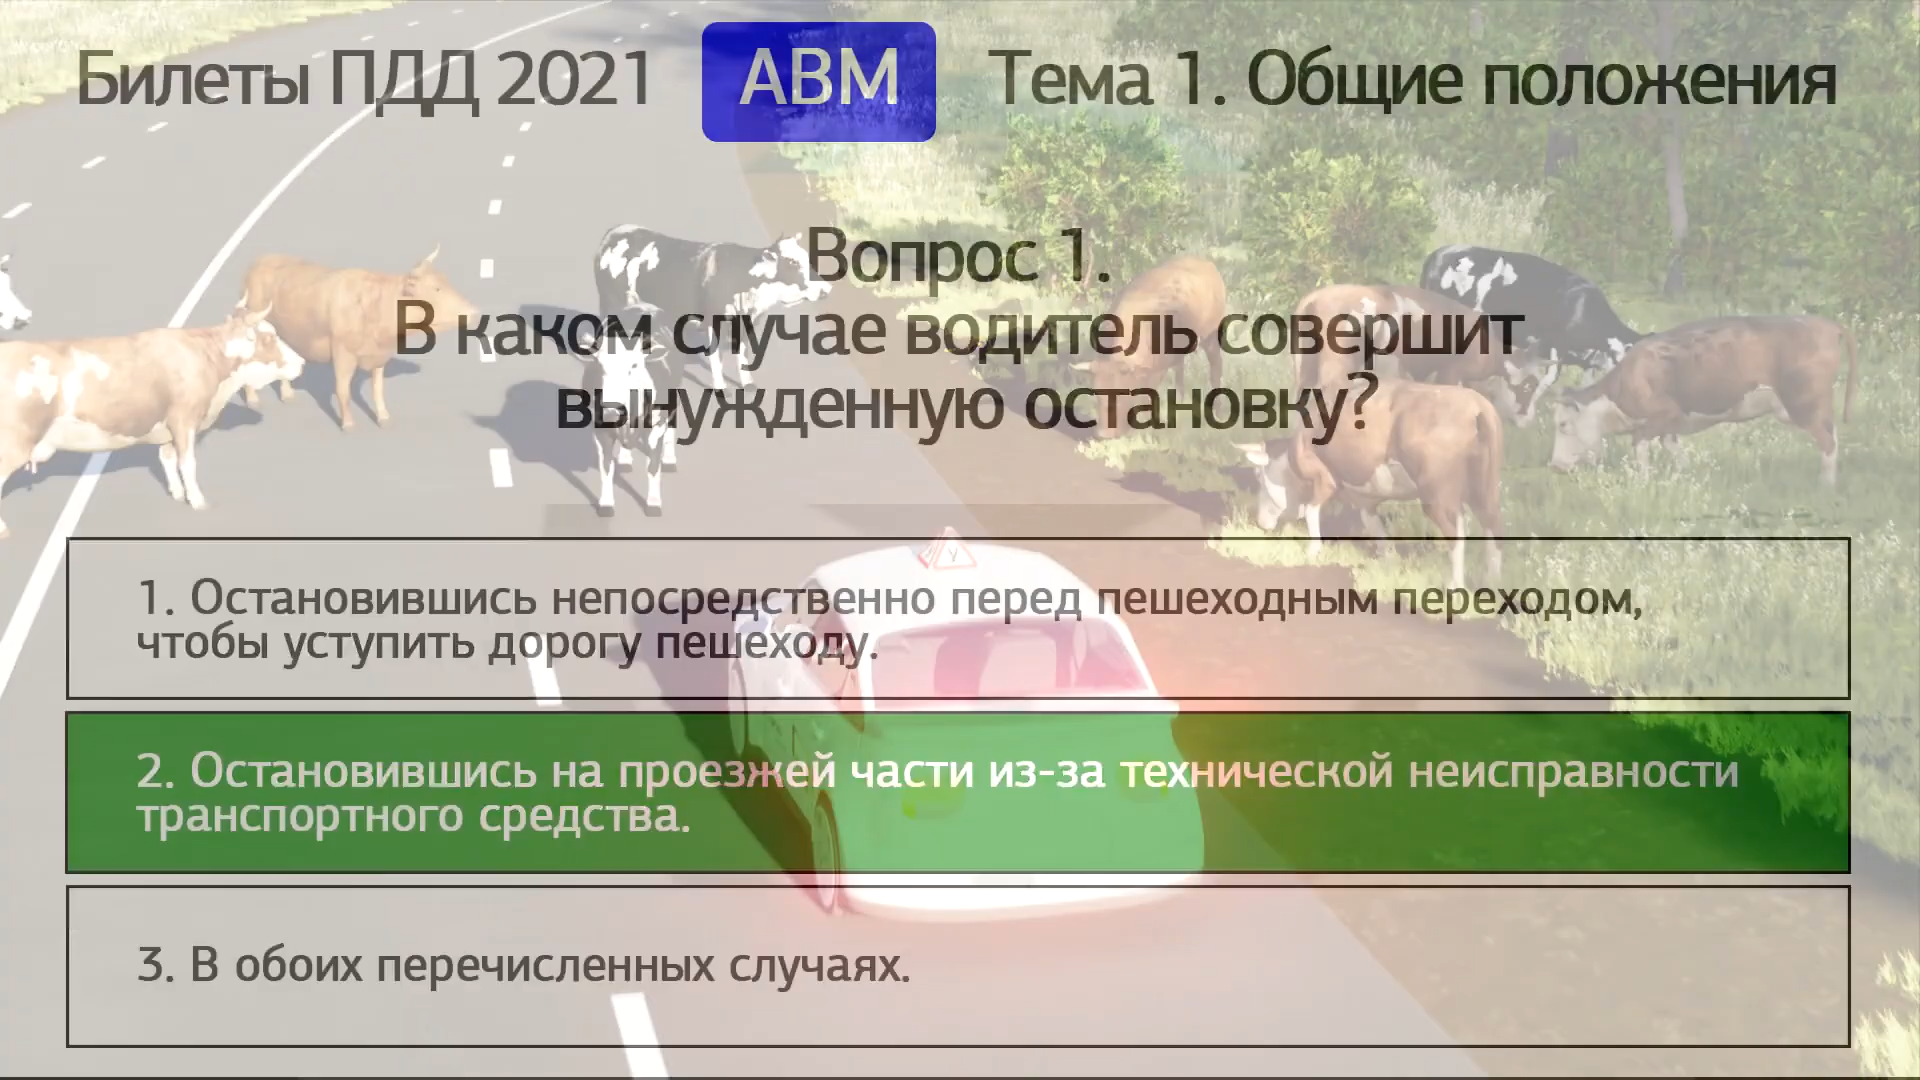 Билеты ПДД 2021 АВМ Тема 1. Общие положения
Вопрос 1.
В каком случае водитель совершит
вынужденную остановку?
1. Остановившись непосредственно перед пешеходным переходом,
чтобы уступить дорогу пешеходу.
2. Остановившись на проезжей части из-за технической неисправности
транспортного средства.
3. В обоих перечисленных случаях.
У